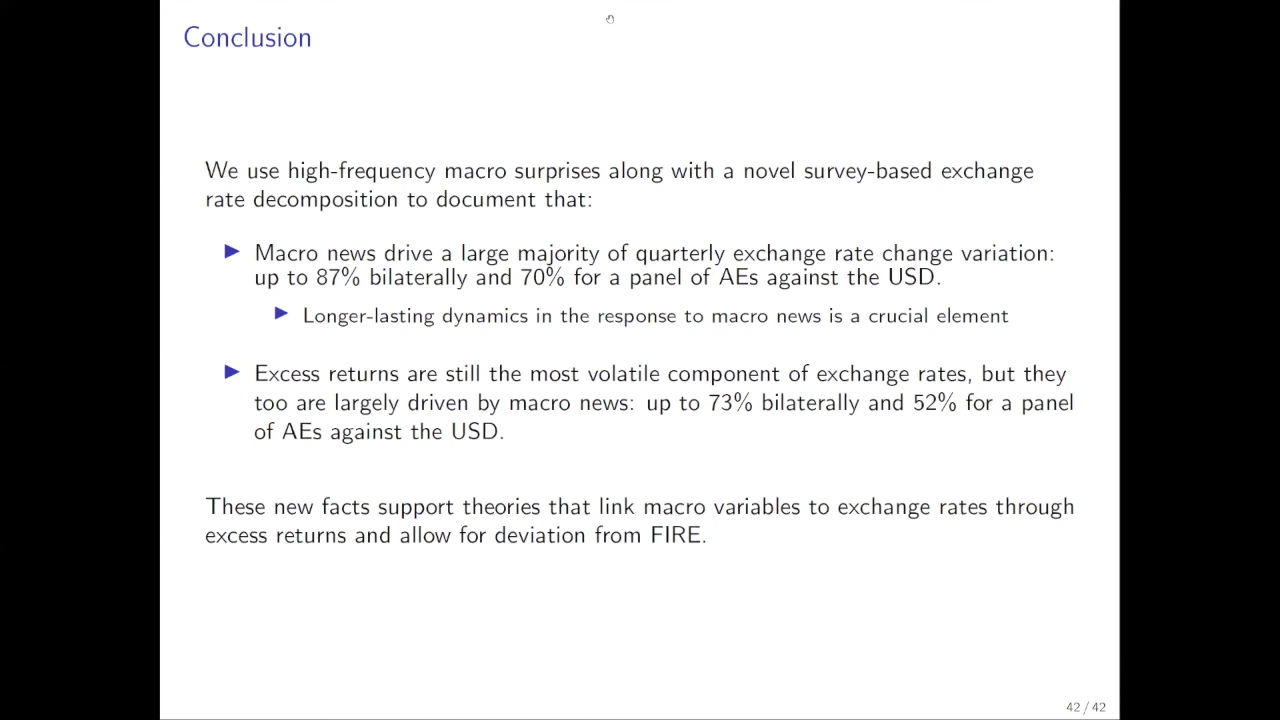 Conclusion
We use high-frequency macro surprises along with a novel survey-based exchange
rate decomposition to document that:
Macro news drive a large majority of quarterly exchange rate change variation:
up to 87% bilaterally and 70% for a panel of AEs against the USD.
Longer-lasting dynamics in the response to macro news is a crucial element
Excess returns are still the most volatile component of exchange rates, but they
too are largely driven by macro news: up to 73% bilaterally and 52% for a panel
of AEs against the USD.
These new facts support theories that link macro variables to exchange rates through
excess returns and allow for deviation from FIRE.
42 / 42